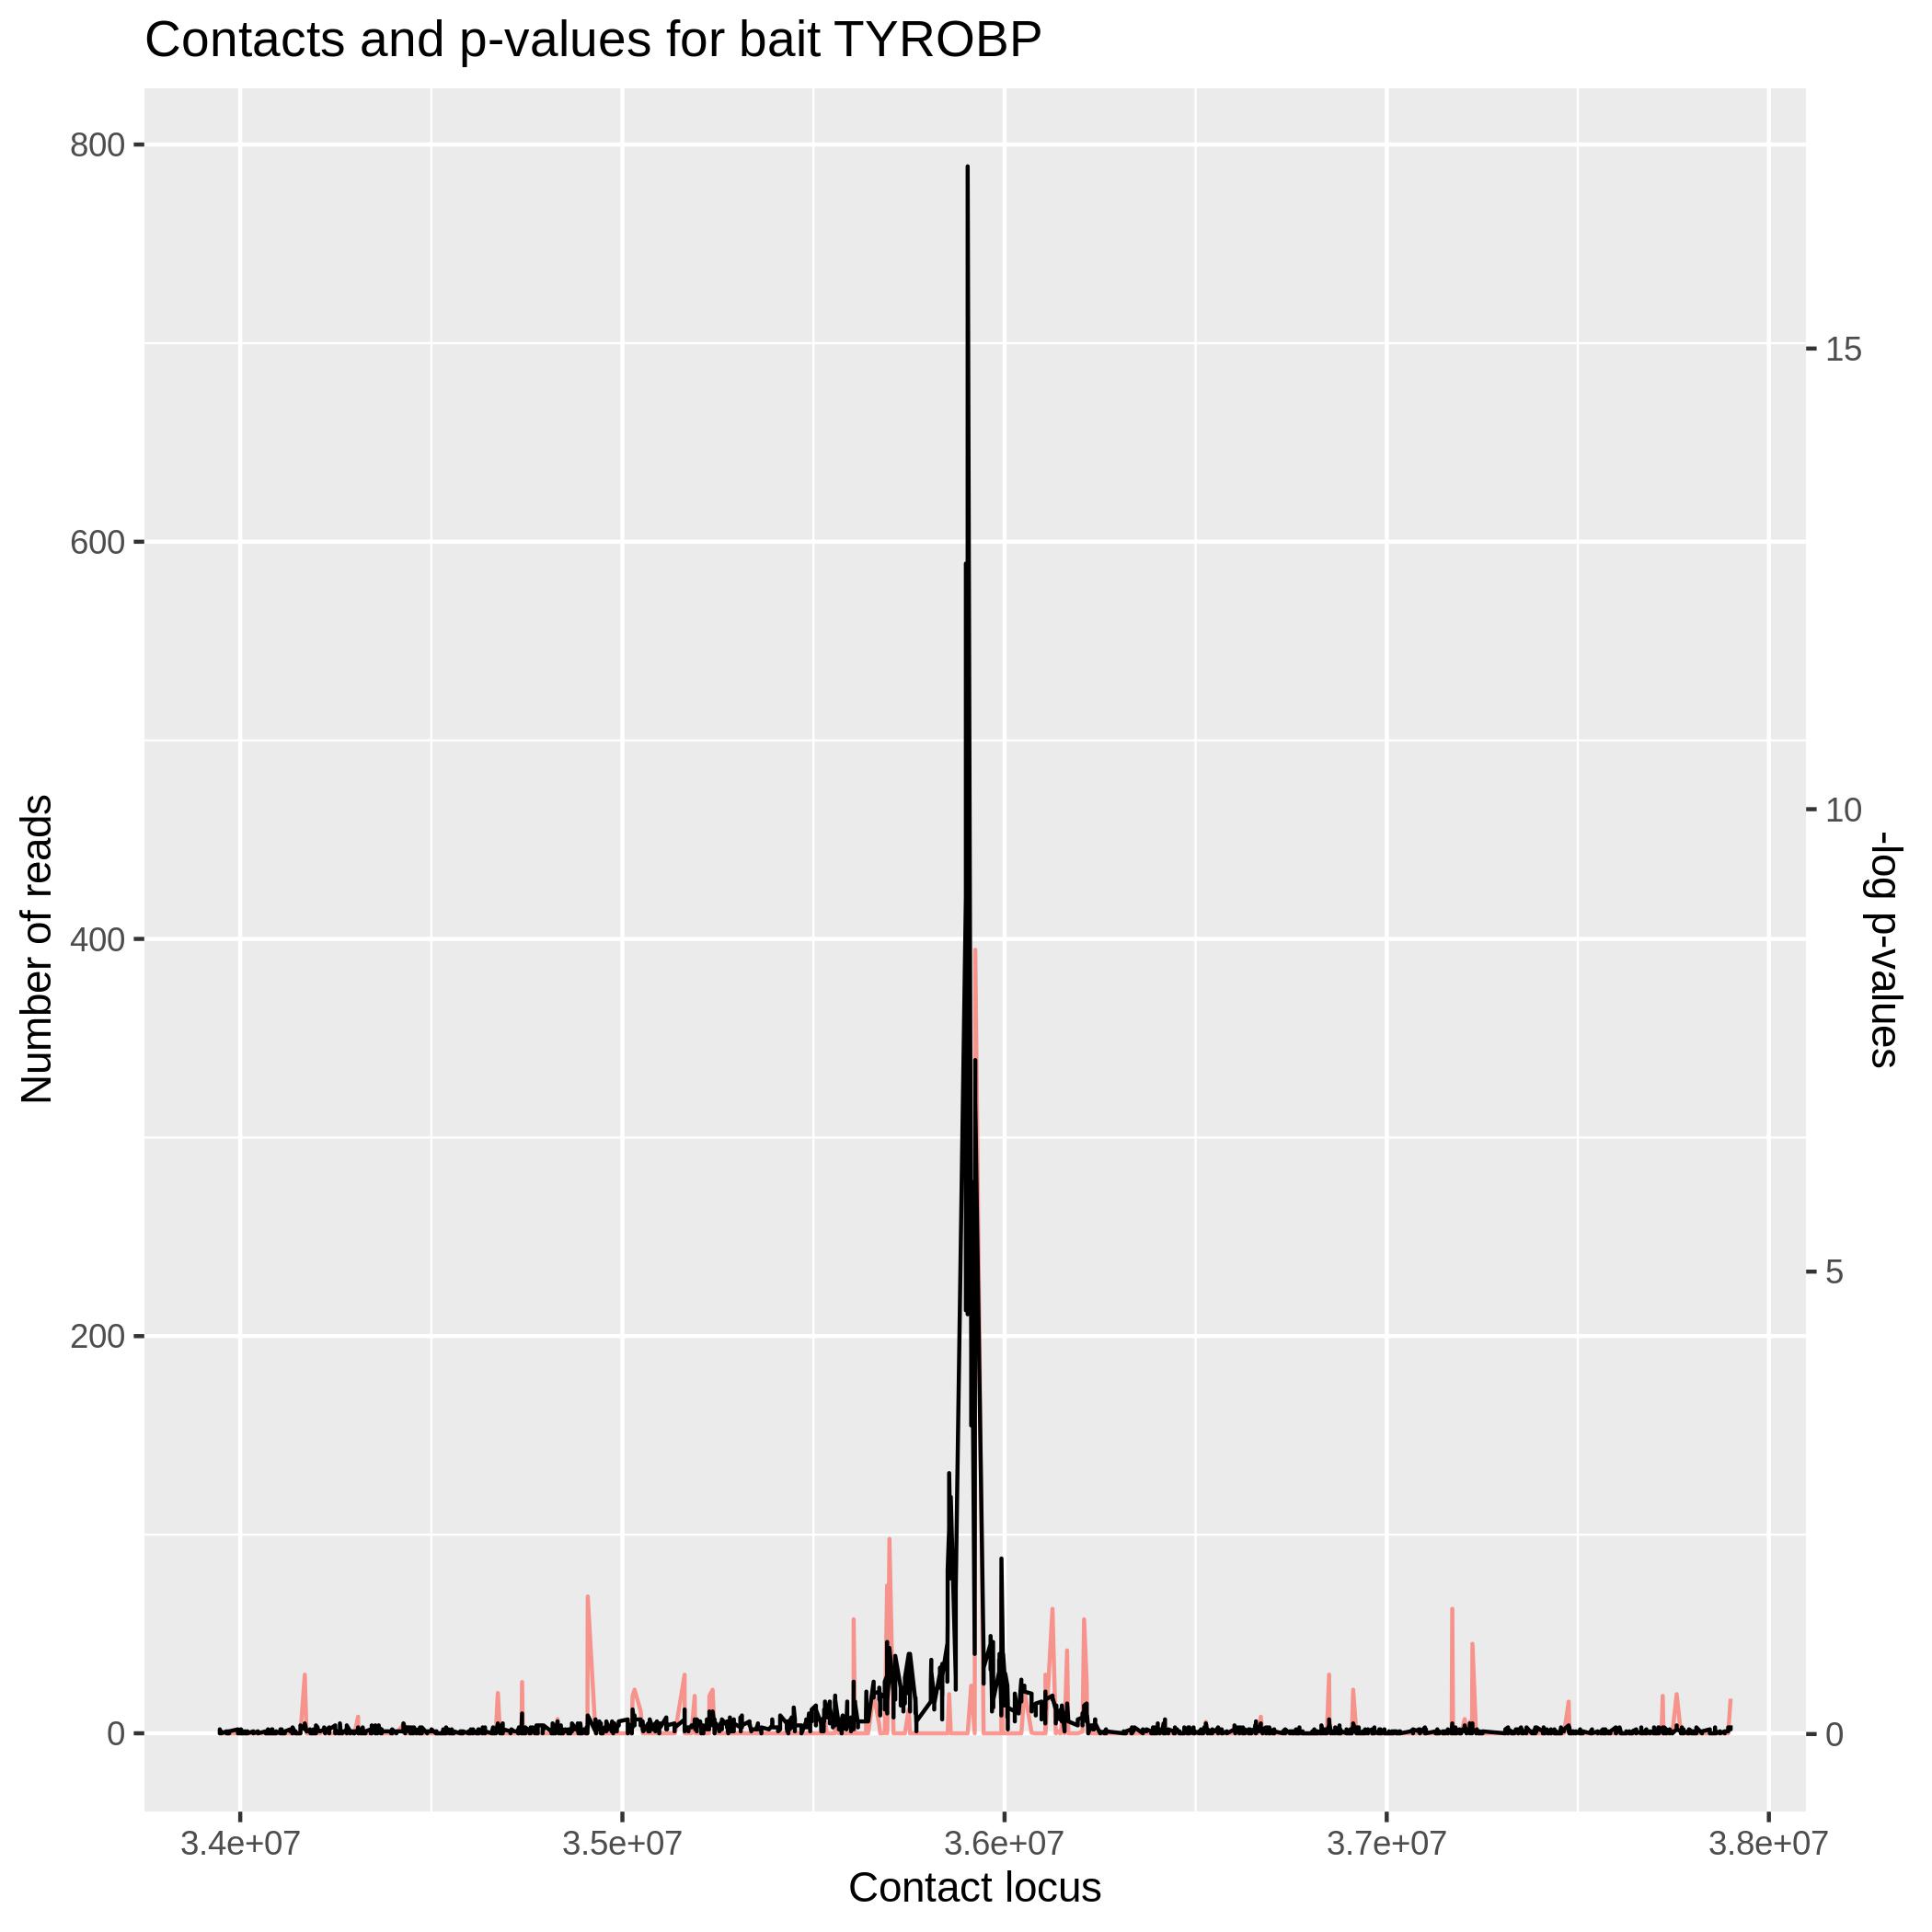 Contacts and p-values for bait TYROBP
800
600
400
200
0
Number of reads
15
10
5
0
-log p-values
3.4e+07
3.5e+07
3.6e+07
3.7e+07
3.8e+07
Contact locus